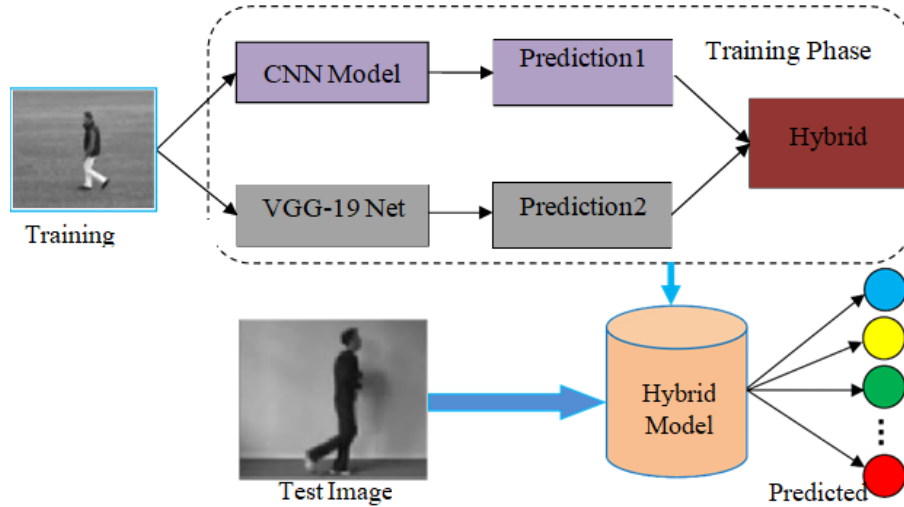 CNN Model
Prediction1
Training Phase
Hybrid
VGG-19 Net
Prediction2
Training
Hybrid
Model
Test Image
Predicted